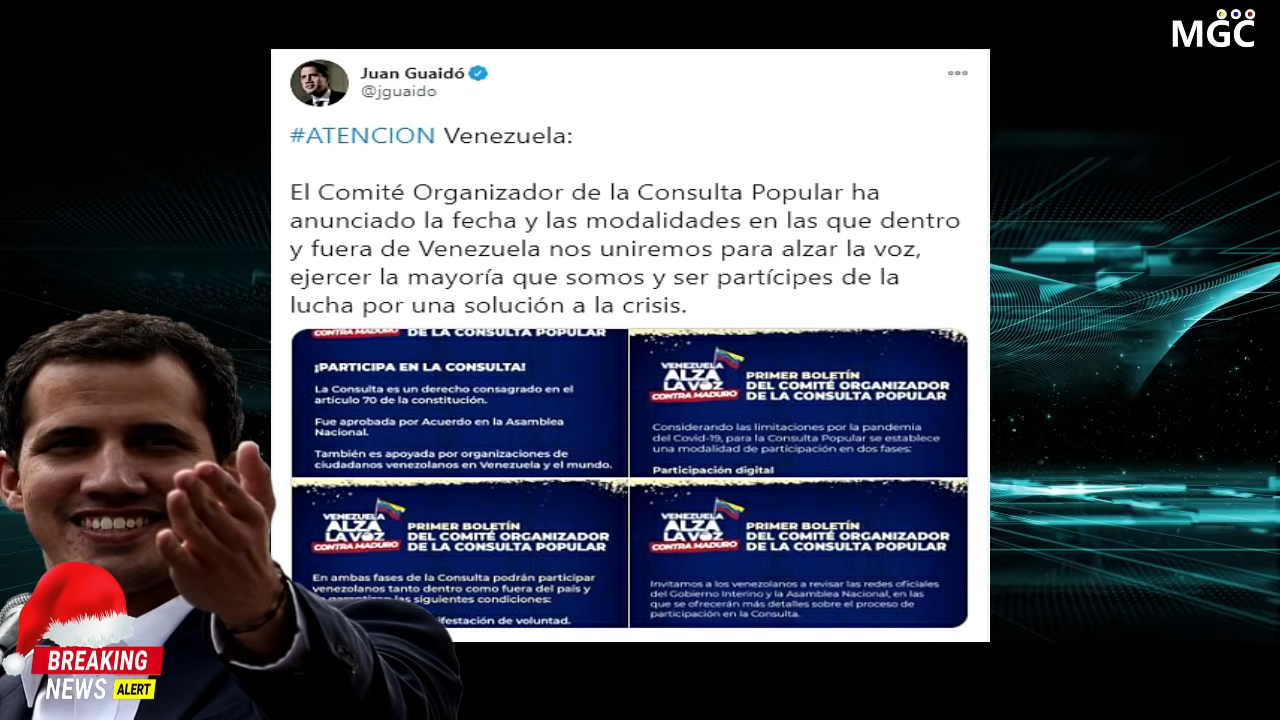 MGC
Juan Guaidó
@jguaido
#ATENCION Venezuela:
El Comité Organizador de la Consulta Popular ha
anunciado la fecha y las modalidades en las que dentro
y fuera de Venezuela nos uniremos para alzar la voz,
ejercer la mayoría que somos y ser partícipes de la
lucha por una solución a la crisis.
CONTRA MADURO
DE LA CONSULTA POPULAR
¡PARTICIPA EN LA CONSULTA!
La Consulta es un derecho consagrado en el
artículo 70 de la constitución.
Fue aprobada por Acuerdo en la Asamblea
Nacional.
También es apoyada por organizaciones de
ciudadanos venezolanos en Venezuela y el mundo.
VENEZUELA
ALZA
LA VOZ
CONTRA MADURO
PRIMER BOLETÍN
DEL COMITÉ ORGANIZADOR
DE LA CONSULTA POPULAR
Considerando las limitaciones por la pandemia
del Covid-19, para la Consulta Popular se establece
una modalidad de participación en dos fases:
Participación digital
VENEZUELA
ALZA
LA VOZ
CONTRA MADURO
PRIMER BOLETÍN
DEL COMITÉ ORGANIZADOR
DE LA CONSULTA POPULAR
En ambas fases de la Consulta podrán participar
venezolanos tanto dentro como fuera del país y
las siguientes condiciones:
de voluntad.
VENEZUELA
ALZA
LA VOZ
CONTRA MADURO
PRIMER BOLETÍN
DEL COMITÉ ORGANIZADOR
DE LA CONSULTA POPULAR
Invitamos a los venezolanos a revisar las redes oficiales
del Gobierno Interino y la Asamblea Nacional, en las
que se ofrecerán más detalles sobre el proceso de
participación en la Consulta.
BREAKING
NEWS ALERT